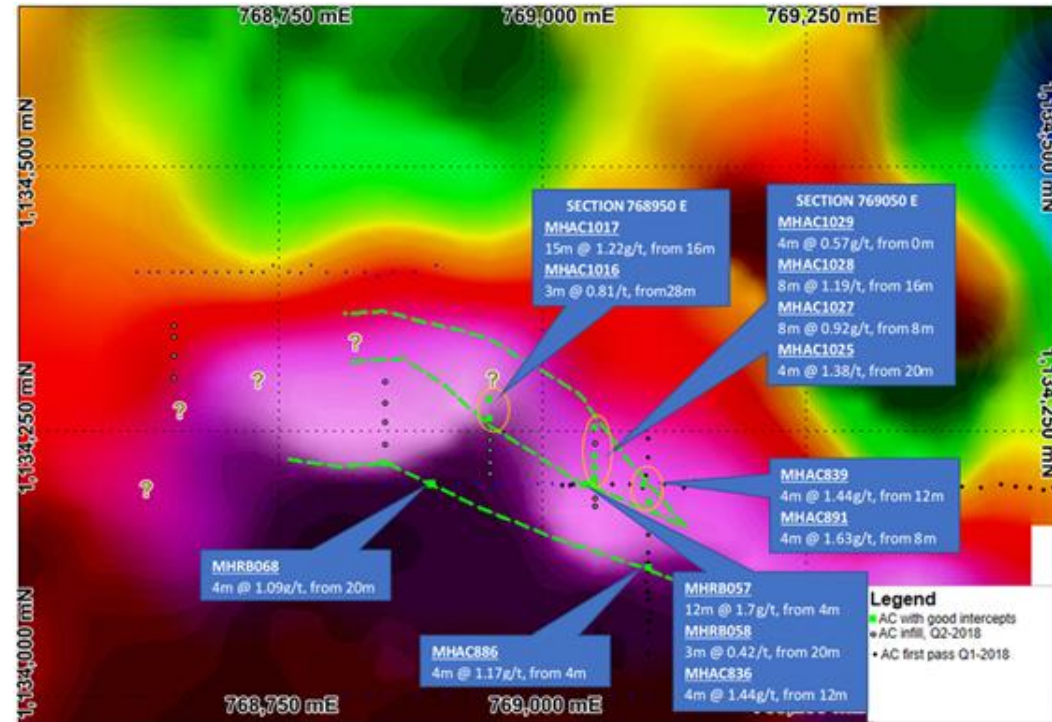 768,750 mE
769,000 mE
769,250 mE
1,134,500 mN
1,134,500 mN
SECTION 768950 E
MHAC1017
15m @ 1.22g/t, from 16m
MHAC1016
3m @ 0.81/t, from28m
SECTION 769050 E
MHAC1029
4m @ 0.57g/t, from 0m
MHAC1028
8m @ 1.19/t, from 16m
MHAC1027
8m @ 0.92g/t, from 8m
MHAC1025
4m @ 1.38/t, from 20m
?
?
?
?
?
1,134,250 mN
1,134,250 mN
MHAC839
4m @ 1.44g/t, from 12m
MHAC891
4m @ 1.63g/t, from 8m
MHRB068
4m @ 1.09g/t, from 20m
MHAC886
4m @ 1.17g/t, from 4m
MHRB057
12m @ 1.7g/t, from 4m
MHRB058
3m @ 0.42/t, from 20m
MHAC836
4m @ 1.44g/t, from 12m
Legend
AC with good intercepts
AC infill, Q2-2018
AC first pass Q1-2018
1,134,000 mN
768,750 mE
769,000 mE